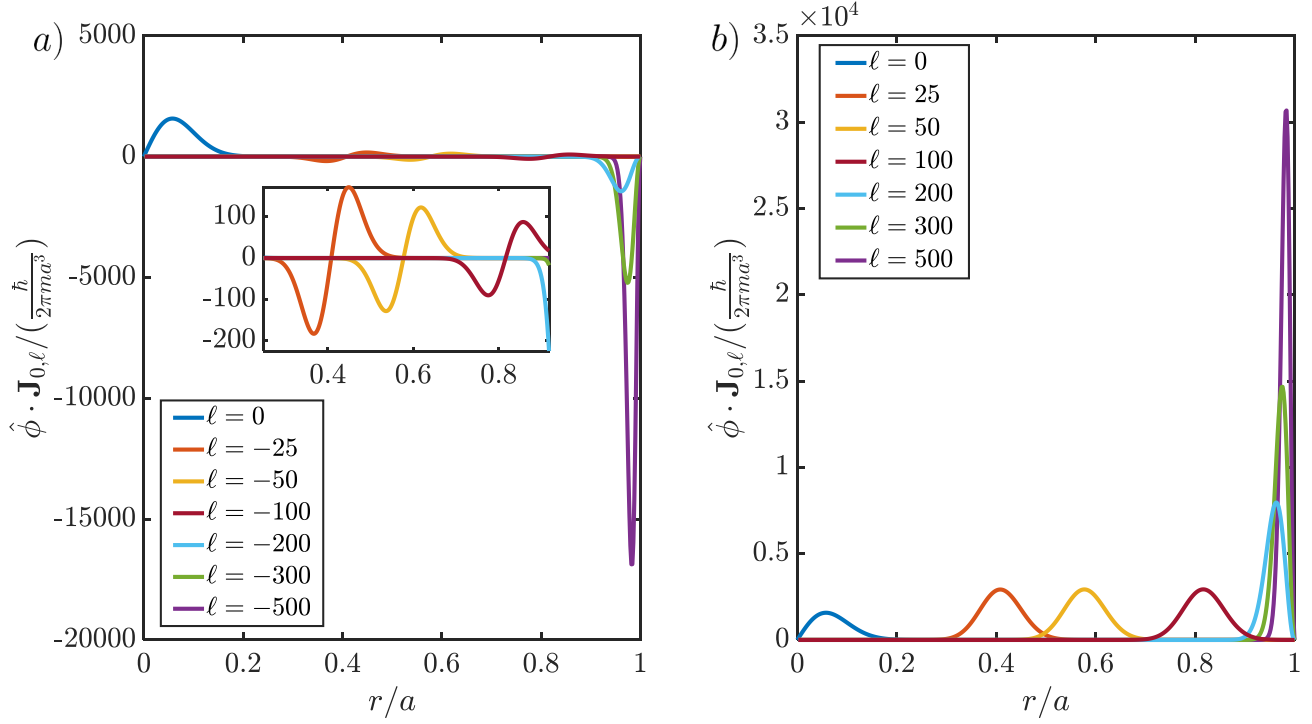 a)
5000
0
-5000
-10000
-15000
-20000
0
0.2
0.4
0.6
0.8
1
r/a
ϕ̂ · J₀,ℓ/(ℏ/2πma³)
100
0
-100
-200
0.4
0.6
0.8
ℓ = 0
ℓ = −25
ℓ = −50
ℓ = −100
ℓ = −200
ℓ = −300
ℓ = −500
b)
×10⁴
3.5
3
2.5
2
1.5
1
0.5
0
0
0.2
0.4
0.6
0.8
1
r/a
ϕ̂ · J₀,ℓ/(ℏ/2πma³)
ℓ = 0
ℓ = 25
ℓ = 50
ℓ = 100
ℓ = 200
ℓ = 300
ℓ = 500